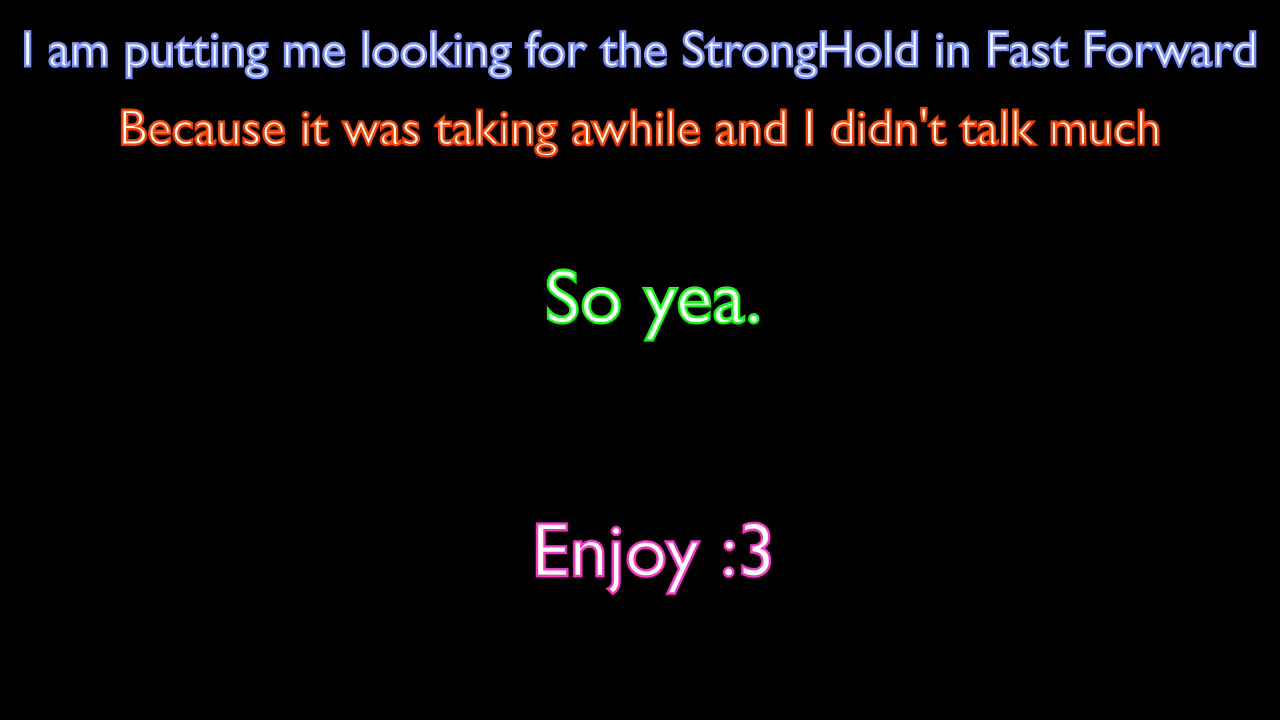 I am putting me looking for the StrongHold in Fast Forward
Because it was taking awhile and I didn't talk much
So yea.
Enjoy :3